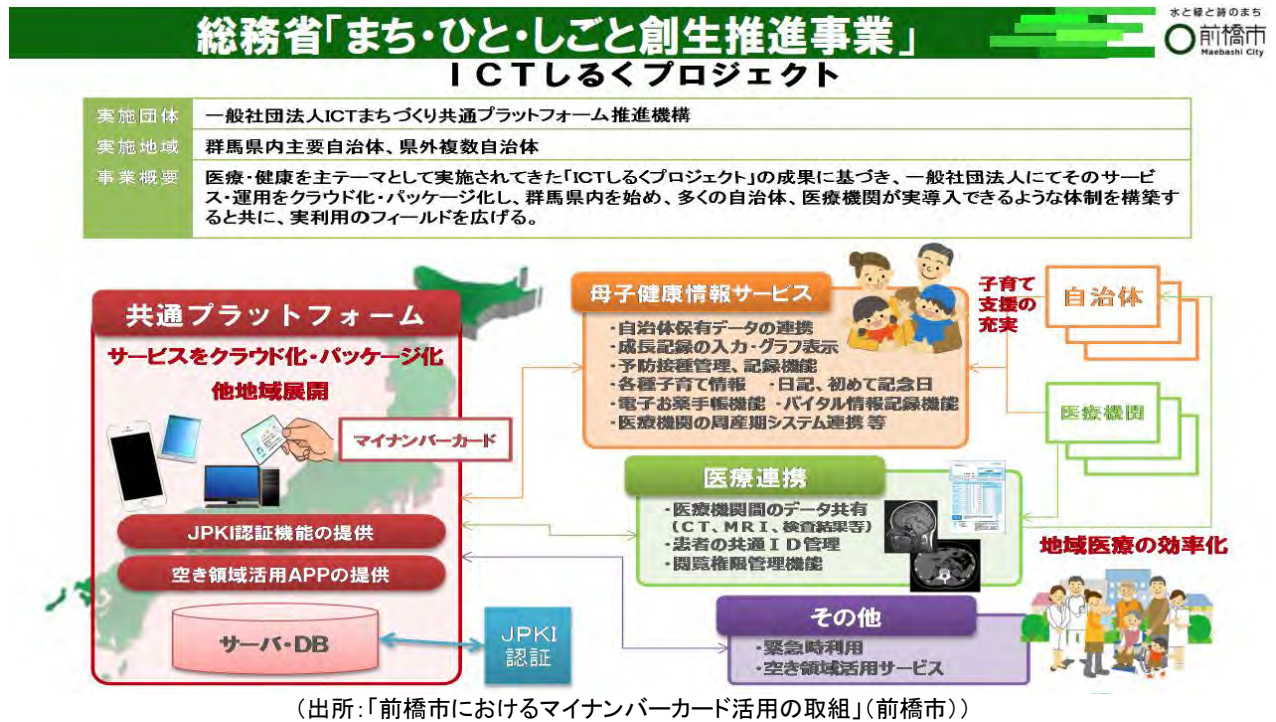 総務省「まち・ひと・しごと創生推進事業」
水と緑と詩のまち
前橋市
Maebashi City
ICTしるくプロジェクト
実施団体
一般社団法人ICTまちづくり共通プラットフォーム推進機構
実施地域
群馬県内主要自治体、県外複数自治体
事業概要
医療・健康を主テーマとして実施されてきた「ICTしるくプロジェクト」の成果に基づき、一般社団法人にてそのサービ
ス・運用をクラウド化・パッケージ化し、群馬県内を始め、多くの自治体、医療機関が実導入できるような体制を構築す
ると共に、実利用のフィールドを広げる。
共通プラットフォーム
サービスをクラウド化・パッケージ化
他地域展開
マイナンバーカード
JPKI認証機能の提供
空き領域活用APPの提供
サーバ・DB
JPKI
認証
母子健康情報サービス
・自治体保有データの連携
・成長記録の入力・グラフ表示
・予防接種管理、記録機能
・各種子育て情報 ・日記、初めて記念日
・電子お薬手帳機能 ・バイタル情報記録機能
・医療機関の周産期システム連携 等
子育て
支援の
充実
自治体
医療機関
医療連携
・医療機関間のデータ共有
(CT、MRI、検査結果等)
・患者の共通ID管理
・閲覧権限管理機能
地域医療の効率化
その他
・緊急時利用
・空き領域活用サービス
(出所:「前橋市におけるマイナンバーカード活用の取組」(前橋市))